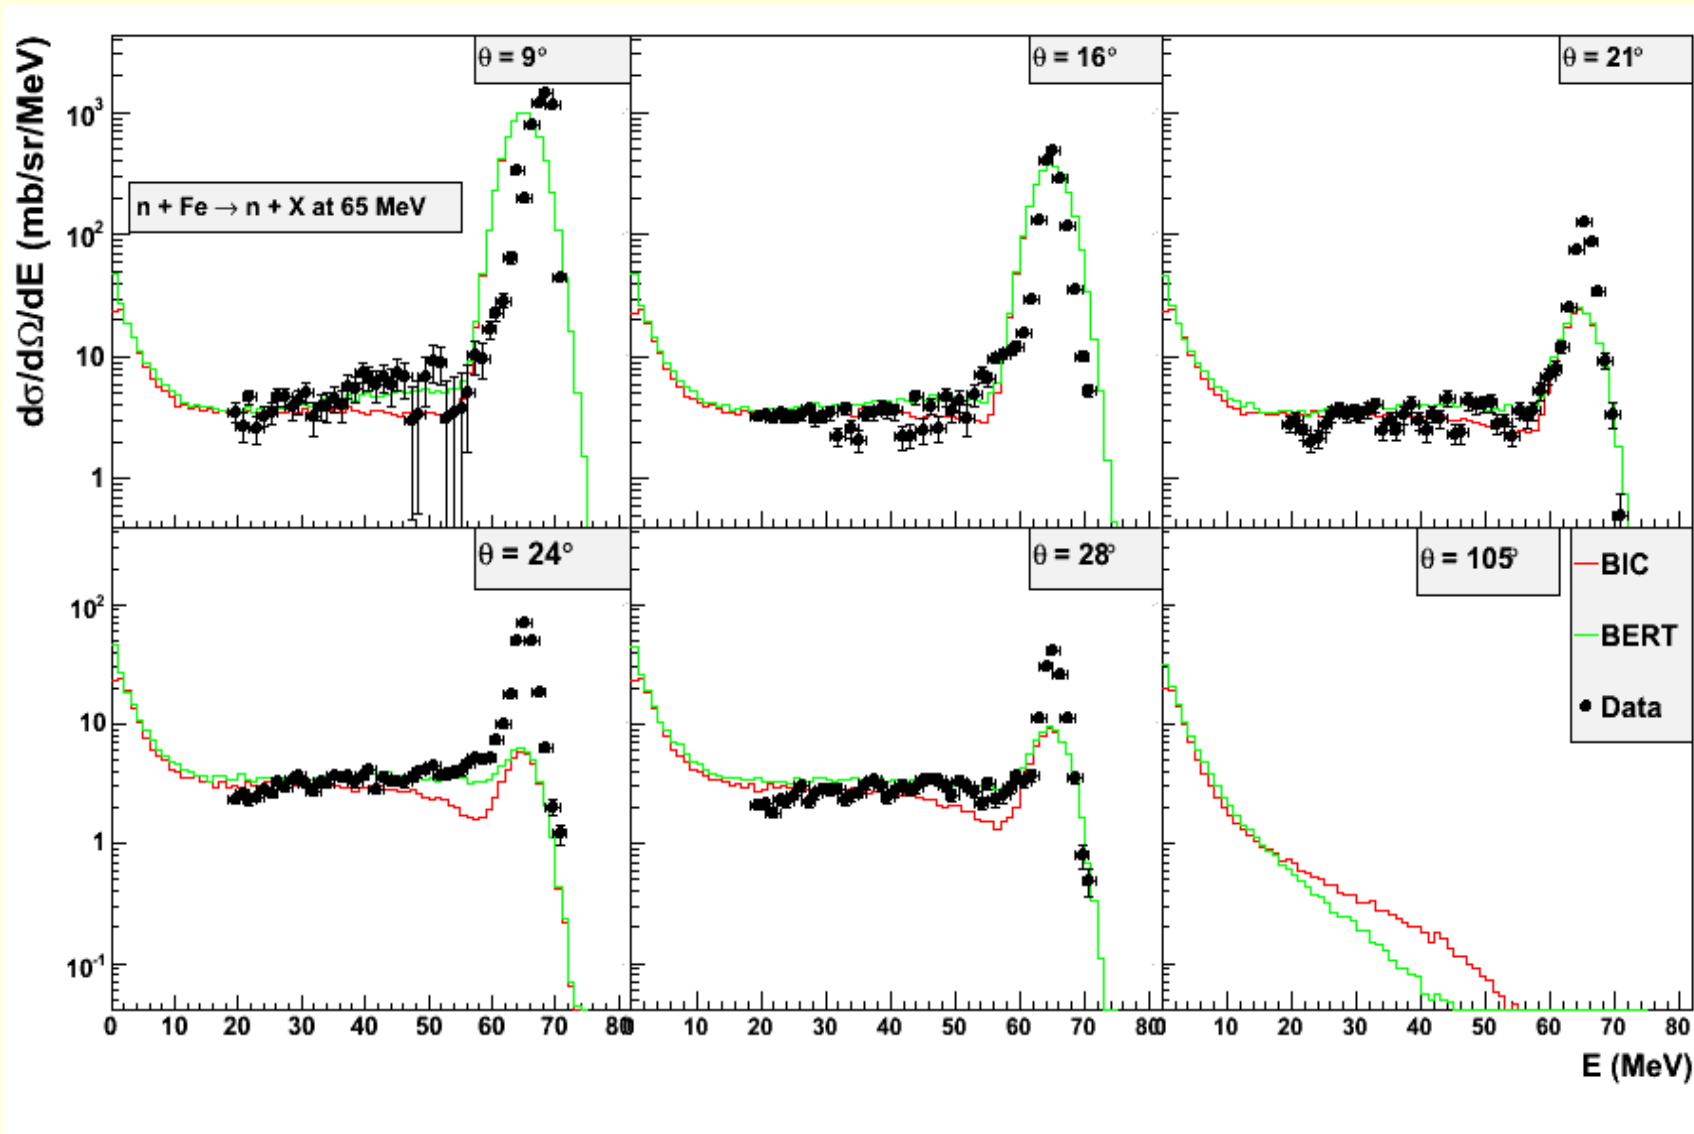 dσ/dΩ/dE (mb/sr/MeV)
θ = 9°
θ = 16°
θ = 21°
n + Fe → n + X at 65 MeV
10³
10²
10
1
θ = 24°
θ = 28°
θ = 105°
BIC
BERT
Data
10²
10
1
10⁻¹
0 10 20 30 40 50 60 70 80 0 10 20 30 40 50 60 70 80 0 10 20 30 40 50 60 70 80
E (MeV)